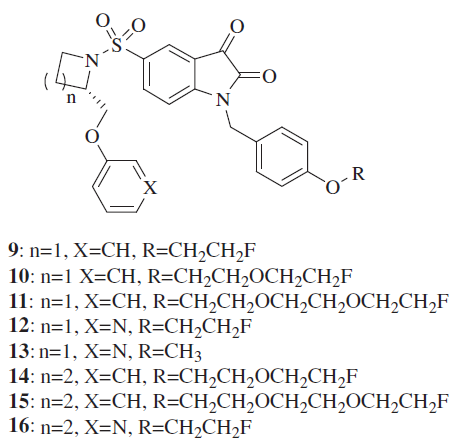 O O
S
N
O
O
N
( ) n
O
X
R
O
9: n=1, X=CH, R=CH₂CH₂F
10: n=1 X=CH, R=CH₂CH₂OCH₂CH₂F
11: n=1, X=CH, R=CH₂CH₂OCH₂CH₂OCH₂CH₂F
12: n=1, X=N, R=CH₂CH₂F
13: n=1, X=N, R=CH₃
14: n=2, X=CH, R=CH₂CH₂OCH₂CH₂F
15: n=2, X=CH, R=CH₂CH₂OCH₂CH₂OCH₂CH₂F
16: n=2, X=N, R=CH₂CH₂F